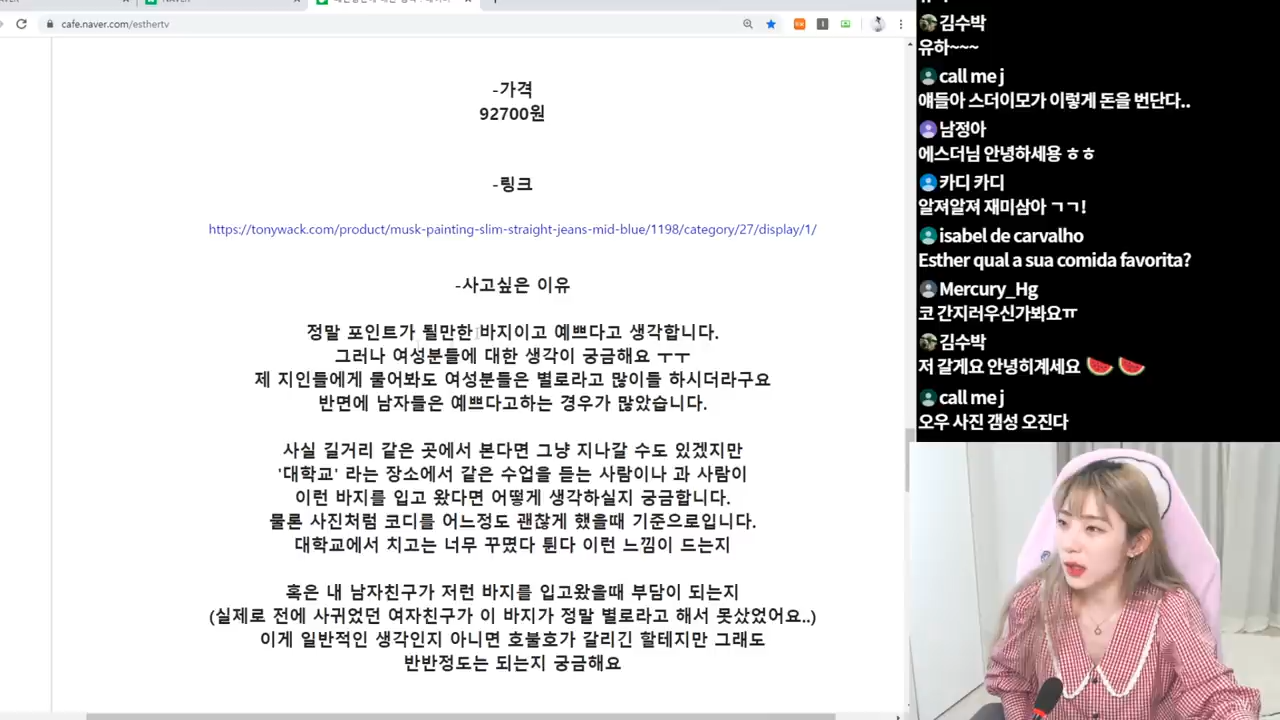 cafe.naver.com/esthertv
-가격
92700원
-링크
https://tonywack.com/product/musk-painting-slim-straight-jeans-mid-blue/1198/category/27/display/1/
-사고싶은 이유
정말 포인트가 될만한 바지이고 예쁘다고 생각합니다.
그러나 여성분들에 대한 생각이 궁금해요 ㅜㅜ
제 지인들에게 물어봐도 여성분들은 별로라고 많이들 하시더라구요
반면에 남자들은 예쁘다고하는 경우가 많았습니다.
사실 길거리 같은 곳에서 본다면 그냥 지나갈 수도 있겠지만
'대학교' 라는 장소에서 같은 수업을 듣는 사람이나 과 사람이
이런 바지를 입고 왔다면 어떻게 생각하실지 궁금합니다.
물론 사진처럼 코디를 어느정도 괜찮게 했을때 기준으로입니다.
대학교에서 치고는 너무 꾸몄다 튄다 이런 느낌이 드는지
혹은 내 남자친구가 저런 바지를 입고왔을때 부담이 되는지
(실제로 전에 사귀었던 여자친구가 이 바지가 정말 별로라고 해서 못샀었어요..)
이게 일반적인 생각인지 아니면 호불호가 갈리긴 할테지만 그래도
반반정도는 되는지 궁금해요
김수박
유하~~~
call me j
얘들아 스더이모가 이렇게 돈을 번단다..
남정아
에스더님 안녕하세용 ㅎㅎ
카디 카디
알져알져 재미삼아 ㄱㄱ!
isabel de carvalho
Esther qual a sua comida favorita?
Mercury_Hg
코 간지러우신가봐요ㅠ
김수박
저 갈게요 안녕히계세요 🍉 🍉
call me j
오우 사진 갬성 오진다